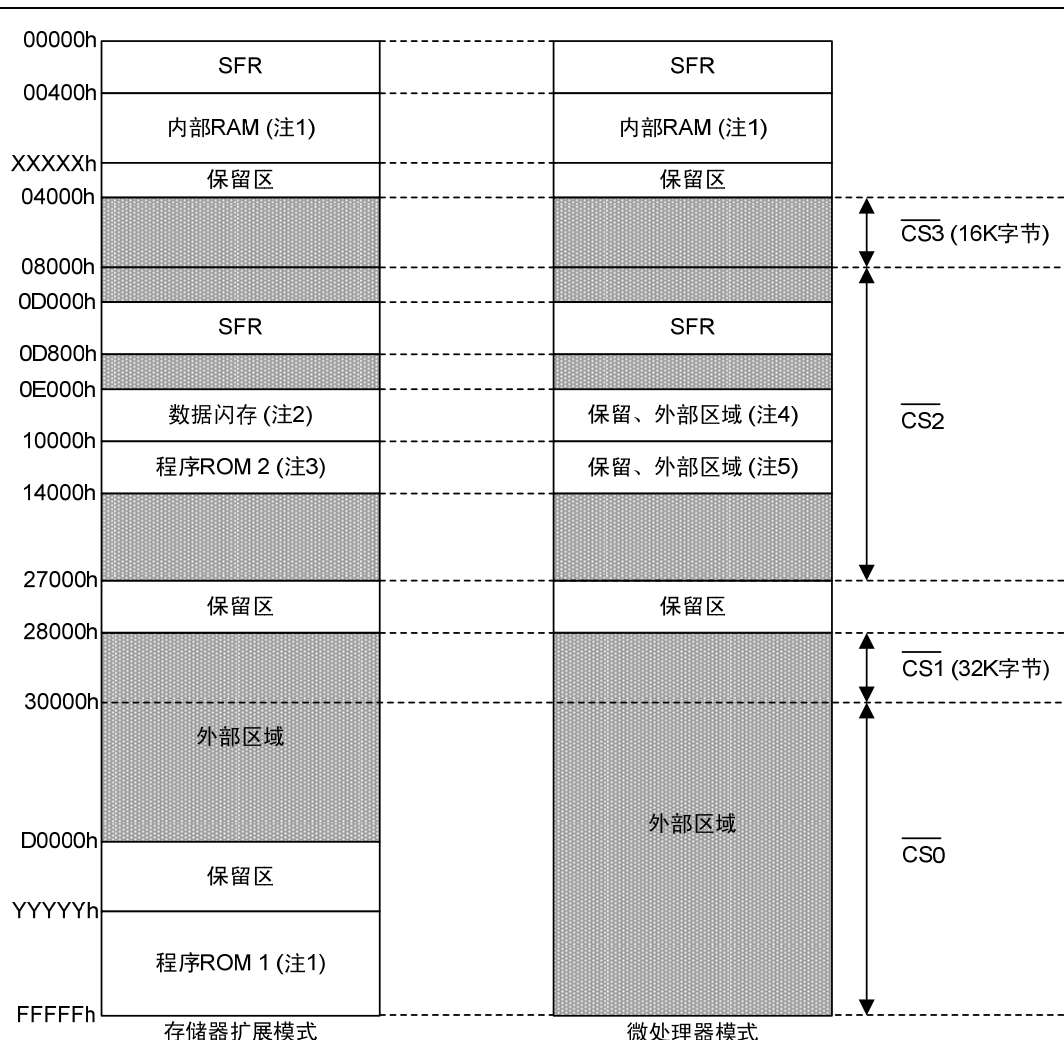 00000h
SFR
SFR
00400h
内部RAM (注1)
内部RAM (注1)
XXXXXh
保留区
保留区
04000h
CS3 (16K字节)
08000h
0D000h
SFR
SFR
0D800h
0E000h
数据闪存 (注2)
保留、外部区域 (注4)
CS2
10000h
程序ROM 2 (注3)
保留、外部区域 (注5)
14000h
27000h
保留区
保留区
28000h
CS1 (32K字节)
30000h
外部区域
外部区域
D0000h
CS0
保留区
YYYYYh
程序ROM 1 (注1)
FFFFFh
存储器扩展模式
微处理器模式